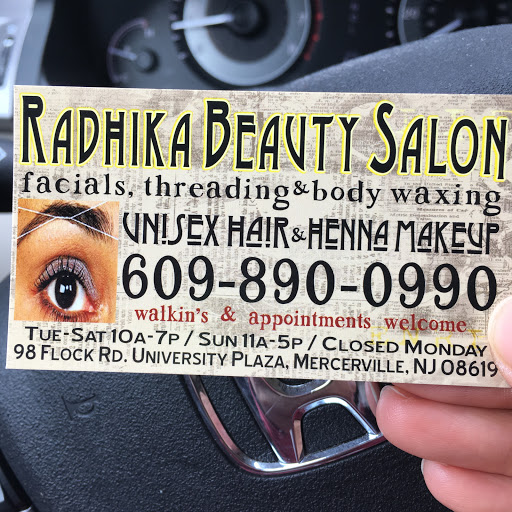 RADHIKA BEAUTY SALON
facials, threading & body waxing
UNISEX HAIR & HENNA MAKEUP
609-890-0990
walkin's & appointments welcome
TUE-SAT 10A-7P / SUN 11A-5P / CLOSED MONDAY
98 FLOCK RD. UNIVERSITY PLAZA, MERCERVILLE, NJ 08619